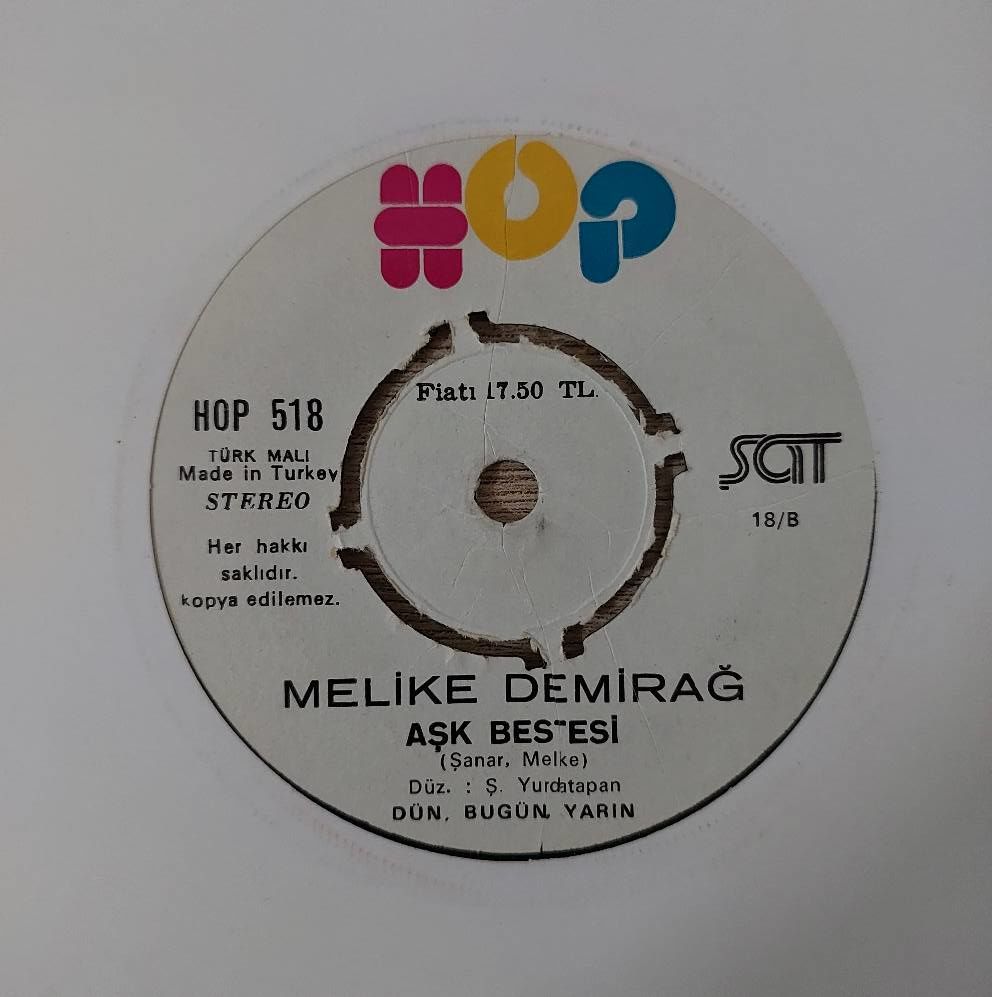 HOP
Fiatı 17.50 TL.
HOP 518
TÜRK MALI
Made in Turkey
STEREO
Her hakkı
saklıdır.
kopya edilemez.
ŞAT
18/B
MELİKE DEMİRAĞ
AŞK BESTESİ
(Şanar, Melke)
Düz. : Ş. Yurdatapan
DÜN, BUGÜN, YARIN